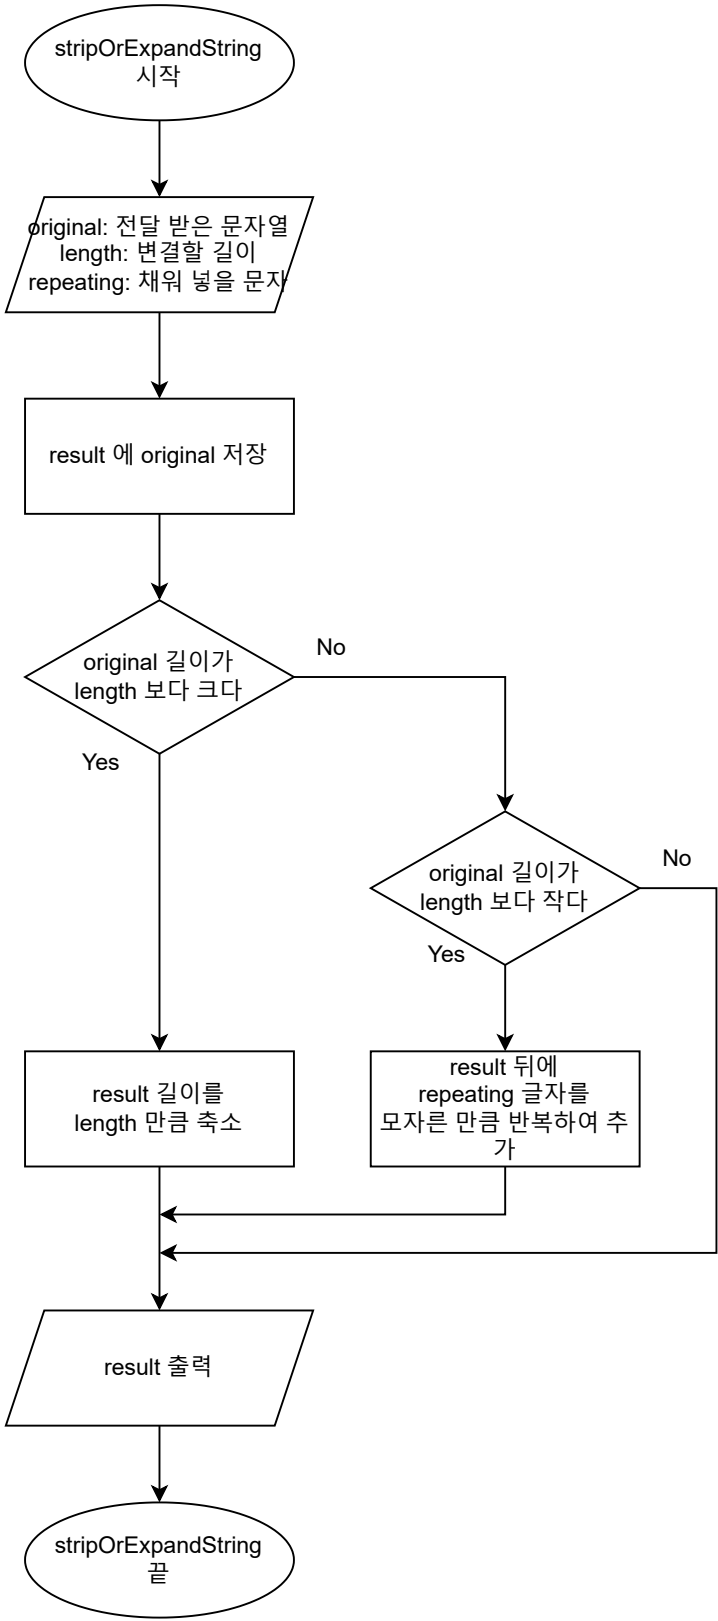 stripOrExpandString
시작
original: 전달 받은 문자열
length: 변결할 길이
repeating: 채워 넣을 문자
result 에 original 저장
original 길이가
length 보다 크다
No
Yes
original 길이가
length 보다 작다
No
Yes
result 길이를
length 만큼 축소
result 뒤에
repeating 글자를
모자른 만큼 반복하여 추
가
result 출력
stripOrExpandString
끝